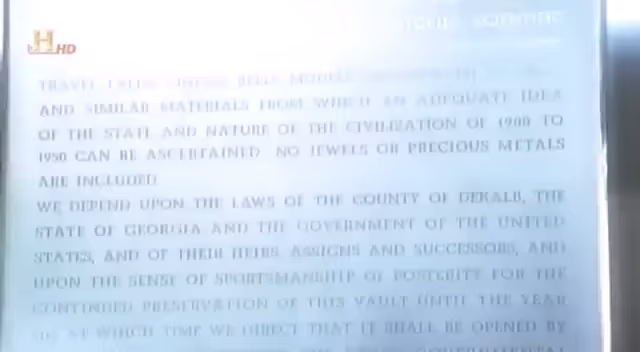 SCIENTIFIC
H HD
TRAVEL
AND SIMILAR MATERIALS FROM WHICH AN ADEQUATE IDEA
OF THE STATE AND NATURE OF THE CIVILIZATION OF 1900 TO
1950 CAN BE ASCERTAINED NO JEWELS OR PRECIOUS METALS
ARE INCLUDED
WE DEPEND UPON THE LAWS OF THE COUNTY OF DEKALB, THE
STATE OF GEORGIA AND THE GOVERNMENT OF THE UNITED
STATES, AND OF THEIR HEIRS, ASSIGNS AND SUCCESSORS, AND
UPON THE SENSE OF SPORTSMANSHIP OF POSTERITY FOR THE
CONTINUED PRESERVATION OF THIS VAULT UNTIL THE YEAR
AT WHICH TIME WE DIRECT THAT IT SHALL BE OPENED BY
GOVERNMENTAL